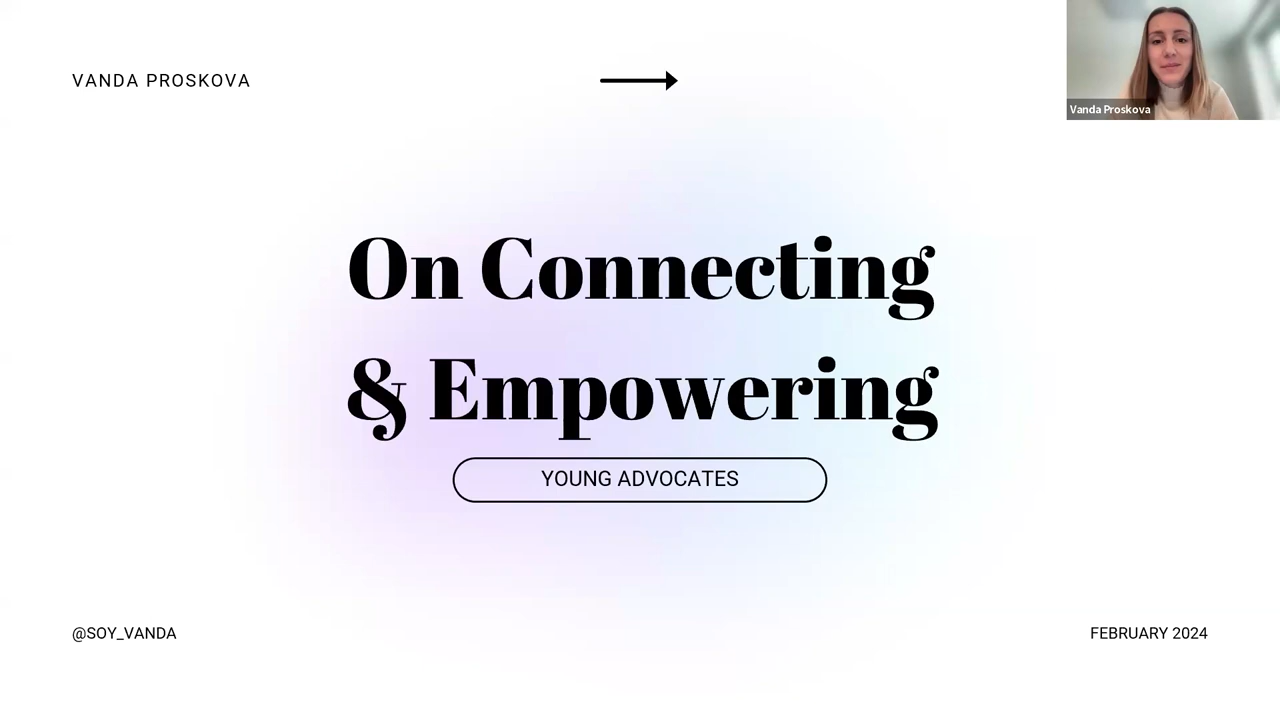 VANDA PROSKOVA
Vanda Proskova
On Connecting
& Empowering
YOUNG ADVOCATES
@SOY_VANDA
FEBRUARY 2024